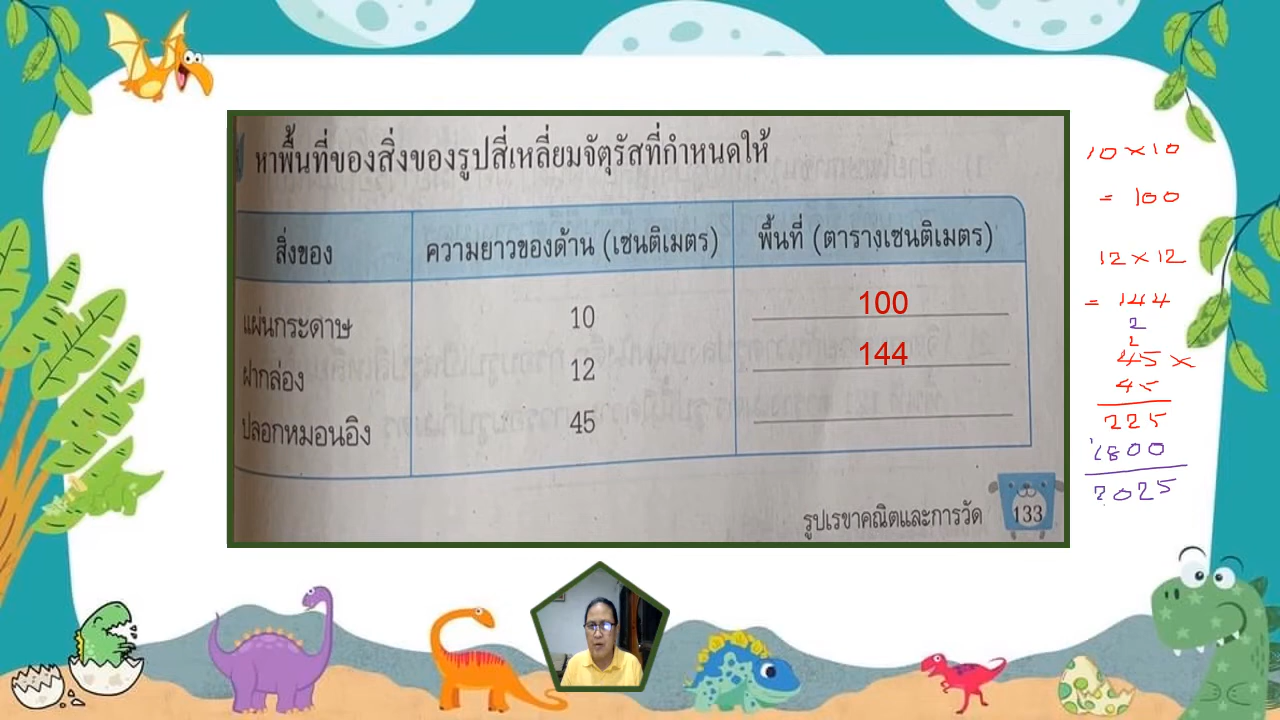 หาพื้นที่ของสิ่งของรูปสี่เหลี่ยมจัตุรัสที่กำหนดให้
สิ่งของ ความยาวของด้าน (เซนติเมตร) พื้นที่ (ตารางเซนติเมตร)
แผ่นกระดาษ 10 100
ฝากล่อง 12 144
ปลอกหมอนอิง 45
รูปเรขาคณิตและการวัด 133
10 × 10
= 100
12 × 12
= 144
2
2
45 ×
45
225
1800
2025